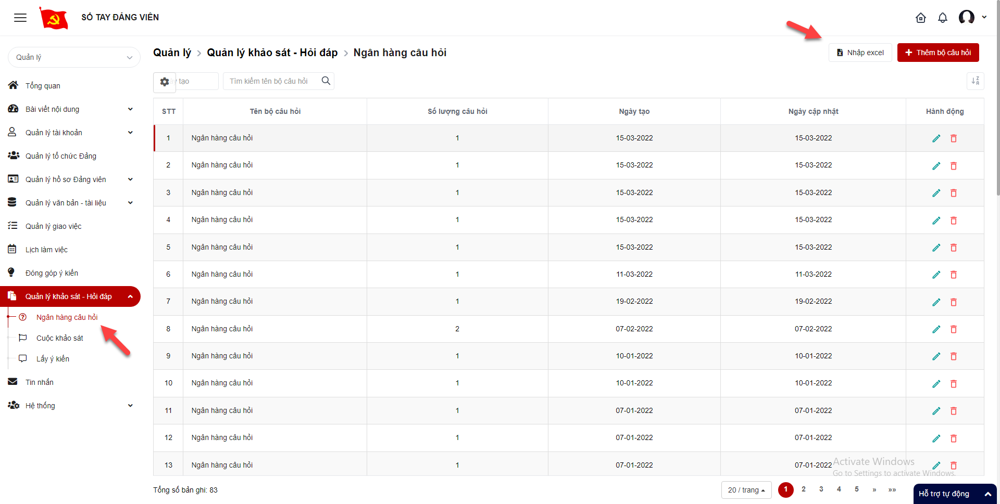 SỔ TAY ĐẢNG VIÊN
Quản lý
Quản lý › Quản lý khảo sát - Hỏi đáp › Ngân hàng câu hỏi
Nhập excel
Thêm bộ câu hỏi
tạo
Tìm kiếm tên bộ câu hỏi
Tổng quan
Bài viết nội dung
Quản lý tài khoản
Quản lý tổ chức Đảng
Quản lý hồ sơ Đảng viên
Quản lý văn bản - tài liệu
Quản lý giao việc
Lịch làm việc
Đóng góp ý kiến
Quản lý khảo sát - Hỏi đáp
Ngân hàng câu hỏi
Cuộc khảo sát
Lấy ý kiến
Tin nhắn
Hệ thống
STT Tên bộ câu hỏi Số lượng câu hỏi Ngày tạo Ngày cập nhật Hành động
1 Ngân hàng câu hỏi 1 15-03-2022 15-03-2022
2 Ngân hàng câu hỏi 1 15-03-2022 15-03-2022
3 Ngân hàng câu hỏi 1 15-03-2022 15-03-2022
4 Ngân hàng câu hỏi 1 15-03-2022 15-03-2022
5 Ngân hàng câu hỏi 1 15-03-2022 15-03-2022
6 Ngân hàng câu hỏi 1 11-03-2022 11-03-2022
7 Ngân hàng câu hỏi 1 19-02-2022 19-02-2022
8 Ngân hàng câu hỏi 2 07-02-2022 07-02-2022
9 Ngân hàng câu hỏi 1 10-01-2022 10-01-2022
10 Ngân hàng câu hỏi 1 10-01-2022 10-01-2022
11 Ngân hàng câu hỏi 1 07-01-2022 07-01-2022
12 Ngân hàng câu hỏi 1 07-01-2022 07-01-2022
13 Ngân hàng câu hỏi 1 07-01-2022 07-01-2022
Activate Windows
Go to Settings to activate Windows.
Tổng số bản ghi: 83
20 / trang 1 2 3 4 5 » »»
Hỗ trợ tự động